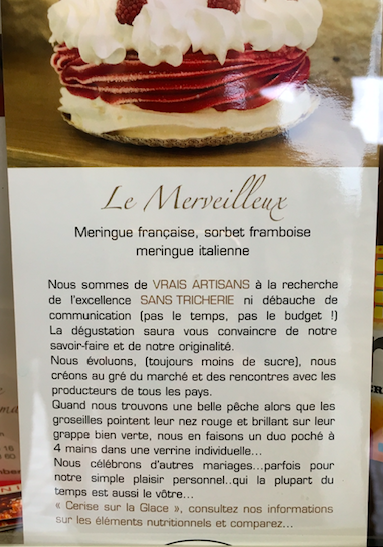 Le Merveilleux
Meringue française, sorbet framboise
meringue italienne
Nous sommes de VRAIS ARTISANS à la recherche
de l'excellence SANS TRICHERIE ni débauche de
communication (pas le temps, pas le budget !)
La dégustation saura vous convaincre de notre
savoir-faire et de notre originalité.
Nous évoluons, (toujours moins de sucre), nous
créons au gré du marché et des rencontres avec les
producteurs de tous les pays.
Quand nous trouvons une belle pêche alors que les
groseilles pointent leur nez rouge et brillant sur leur
grappe bien verte, nous en faisons un duo poché à
4 mains dans une verrine individuelle...
Nous célébrons d'autres mariages...parfois pour
notre simple plaisir personnel..qui la plupart du
temps est aussi le vôtre...
« Cerise sur la Glace », consultez nos informations
sur les éléments nutritionnels et comparez...